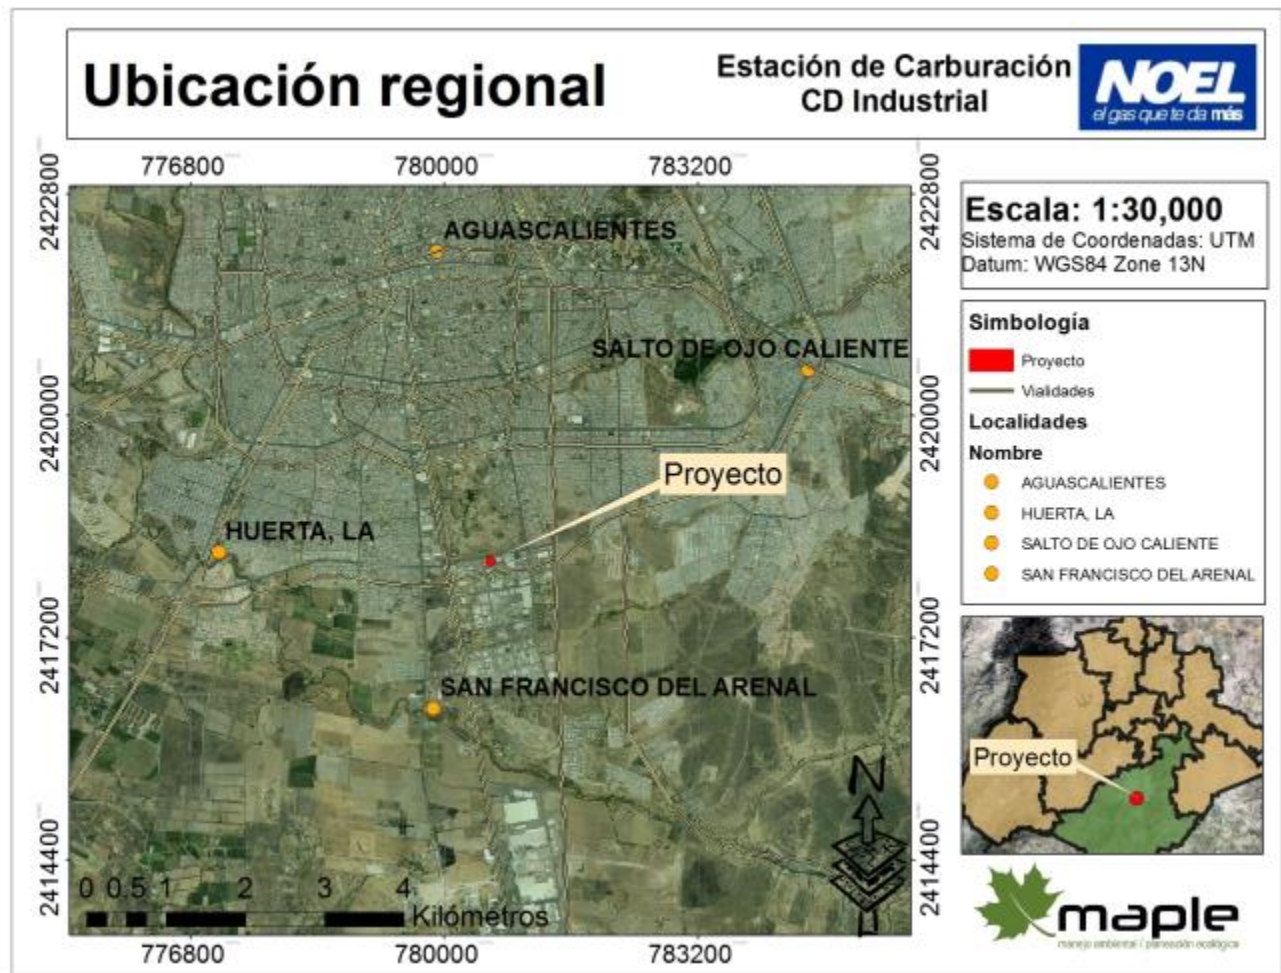 Ubicación regional
Estación de Carburación
CD Industrial
NOEL
el gas que te da más
776800
780000
783200
2422800
2422800
AGUASCALIENTES
SALTO DE OJO CALIENTE
2420000
2420000
Proyecto
HUERTA, LA
2417200
2417200
SAN FRANCISCO DEL ARENAL
N
2414400
2414400
0 0.5 1 2 3 4
Kilómetros
776800
780000
783200
Escala: 1:30,000
Sistema de Coordenadas: UTM
Datum: WGS84 Zone 13N
Simbología
Proyecto
Vialidades
Localidades
Nombre
AGUASCALIENTES
HUERTA, LA
SALTO DE OJO CALIENTE
SAN FRANCISCO DEL ARENAL
Proyecto
maple
manejo ambiental / planeación ecológica